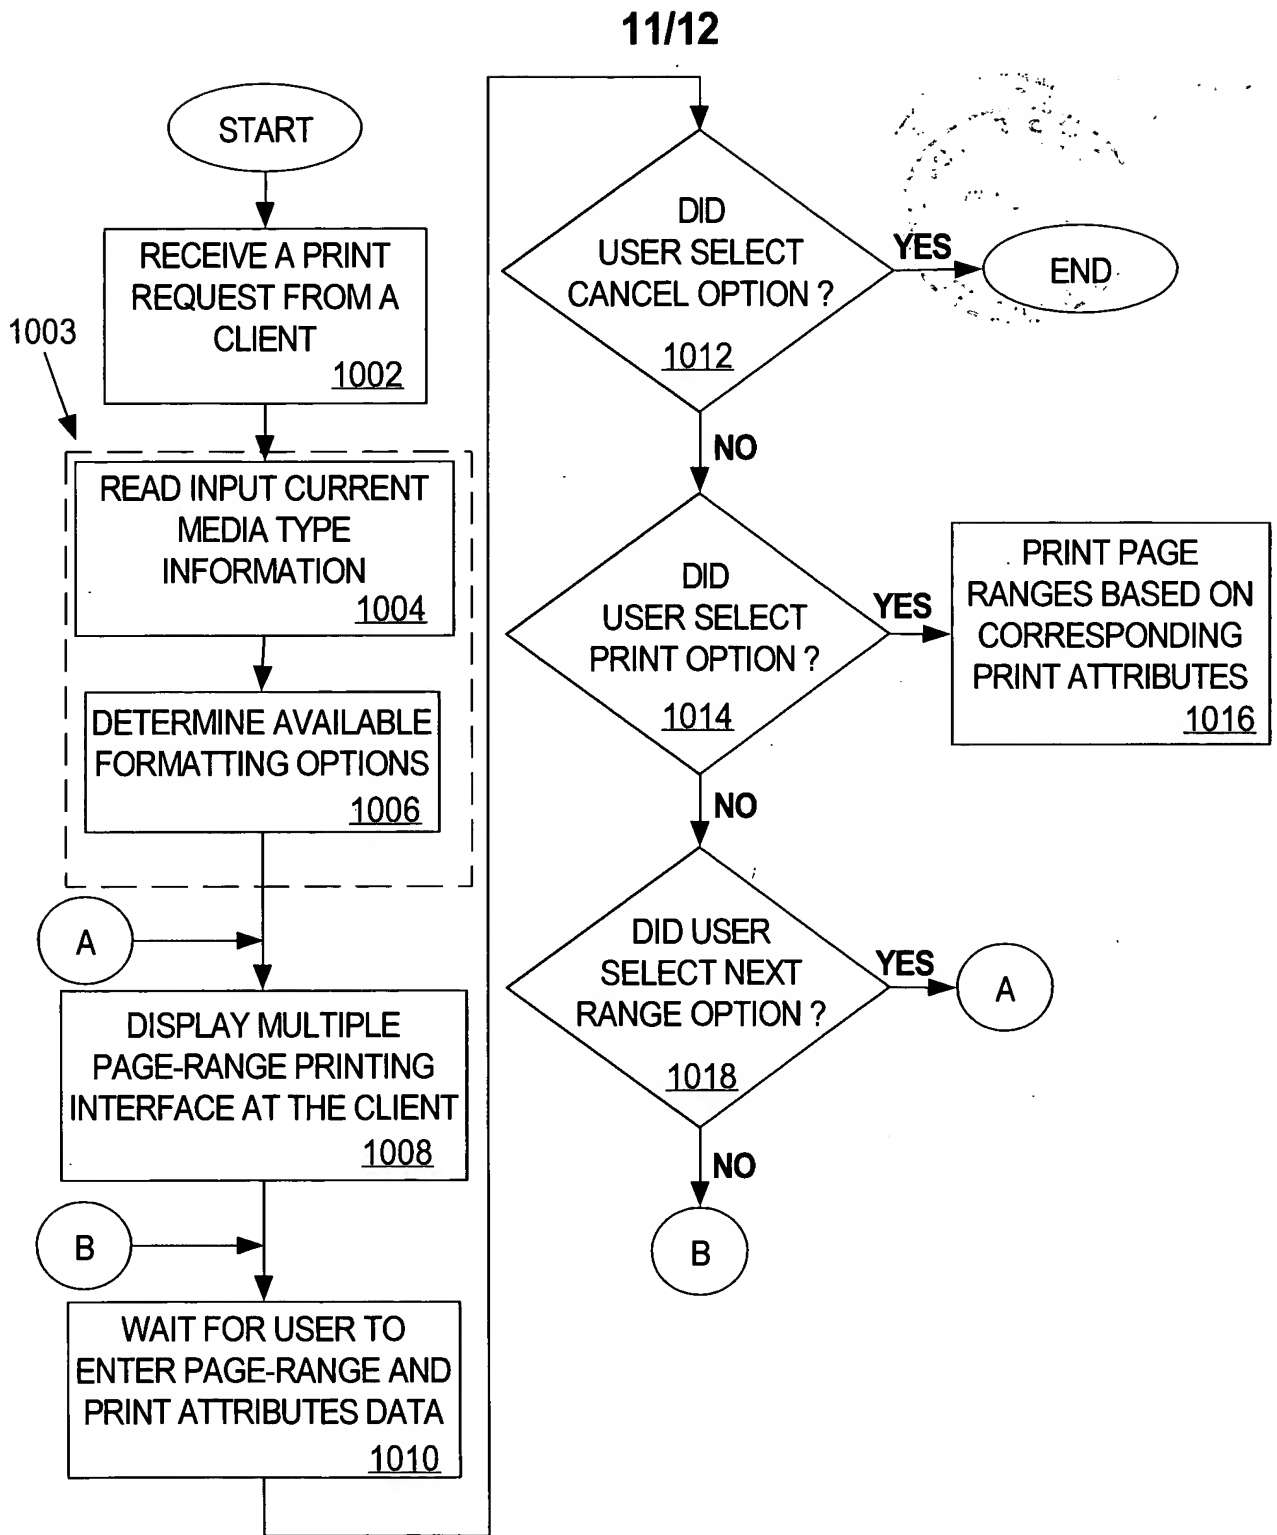 11/12
START
RECEIVE A PRINT
REQUEST FROM A
CLIENT
1002
1003
READ INPUT CURRENT
MEDIA TYPE
INFORMATION
1004
DETERMINE AVAILABLE
FORMATTING OPTIONS
1006
A
DISPLAY MULTIPLE
PAGE-RANGE PRINTING
INTERFACE AT THE CLIENT
1008
B
WAIT FOR USER TO
ENTER PAGE-RANGE AND
PRINT ATTRIBUTES DATA
1010
DID
USER SELECT
CANCEL OPTION ?
1012
YES
END
NO
DID
USER SELECT
PRINT OPTION ?
1014
YES
PRINT PAGE
RANGES BASED ON
CORRESPONDING
PRINT ATTRIBUTES
1016
NO
DID USER
SELECT NEXT
RANGE OPTION ?
1018
YES
A
NO
B